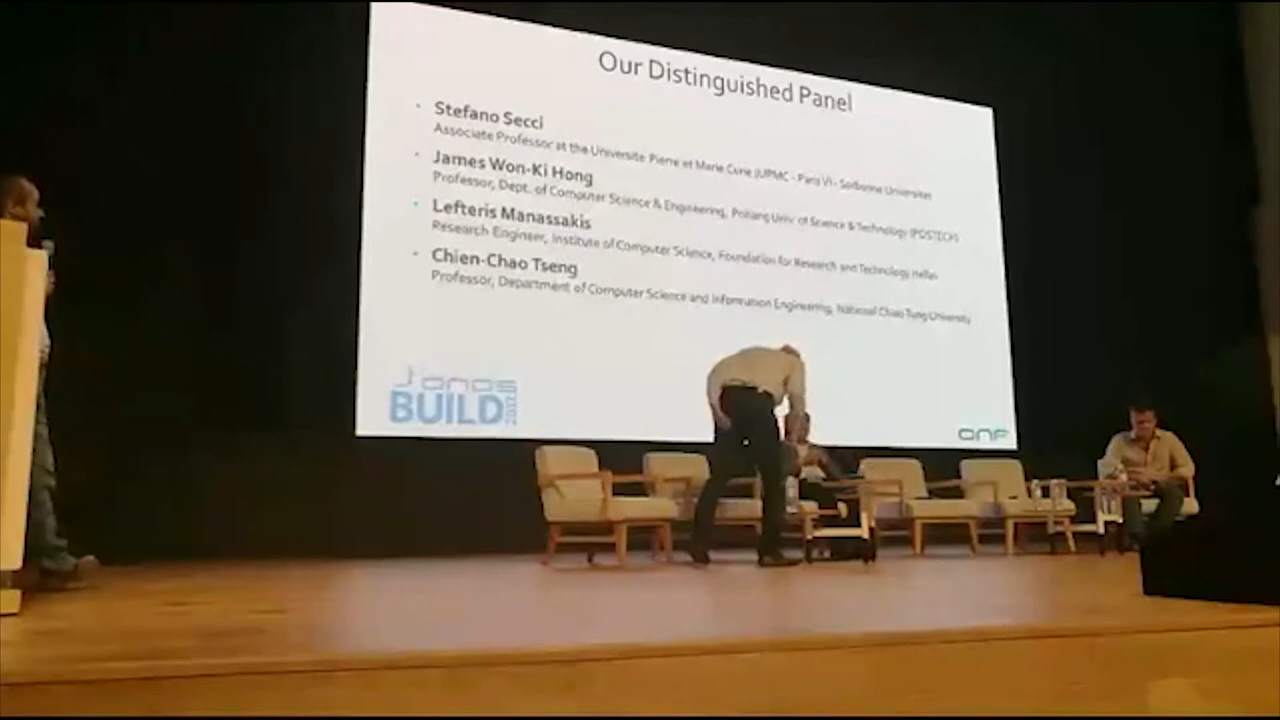 Our Distinguished Panel
Stefano Secci
Associate Professor at the Universite Pierre et Marie Curie (UPMC - Paris VI) - Sorbonne Universites
James Won-Ki Hong
Professor, Dept. of Computer Science & Engineering, Pohang Univ. of Science & Technology (POSTECH)
Lefteris Manassakis
Research Engineer, Institute of Computer Science, Foundation for Research and Technology Hellas
Chien-Chao Tseng
Professor, Department of Computer Science and Information Engineering, National Chiao Tung University
onos
BUILD 2017
ONF